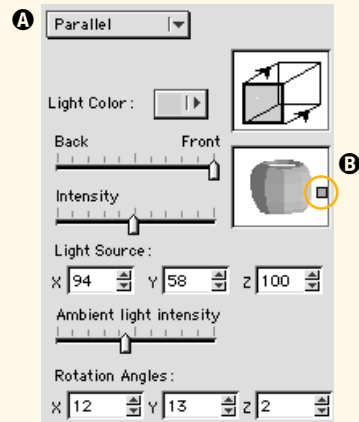 A
Parallel
Light Color:
Back Front
B
Intensity
Light Source:
X 94 Y 58 Z 100
Ambient light intensity
Rotation Angles:
X 12 Y 13 Z 2